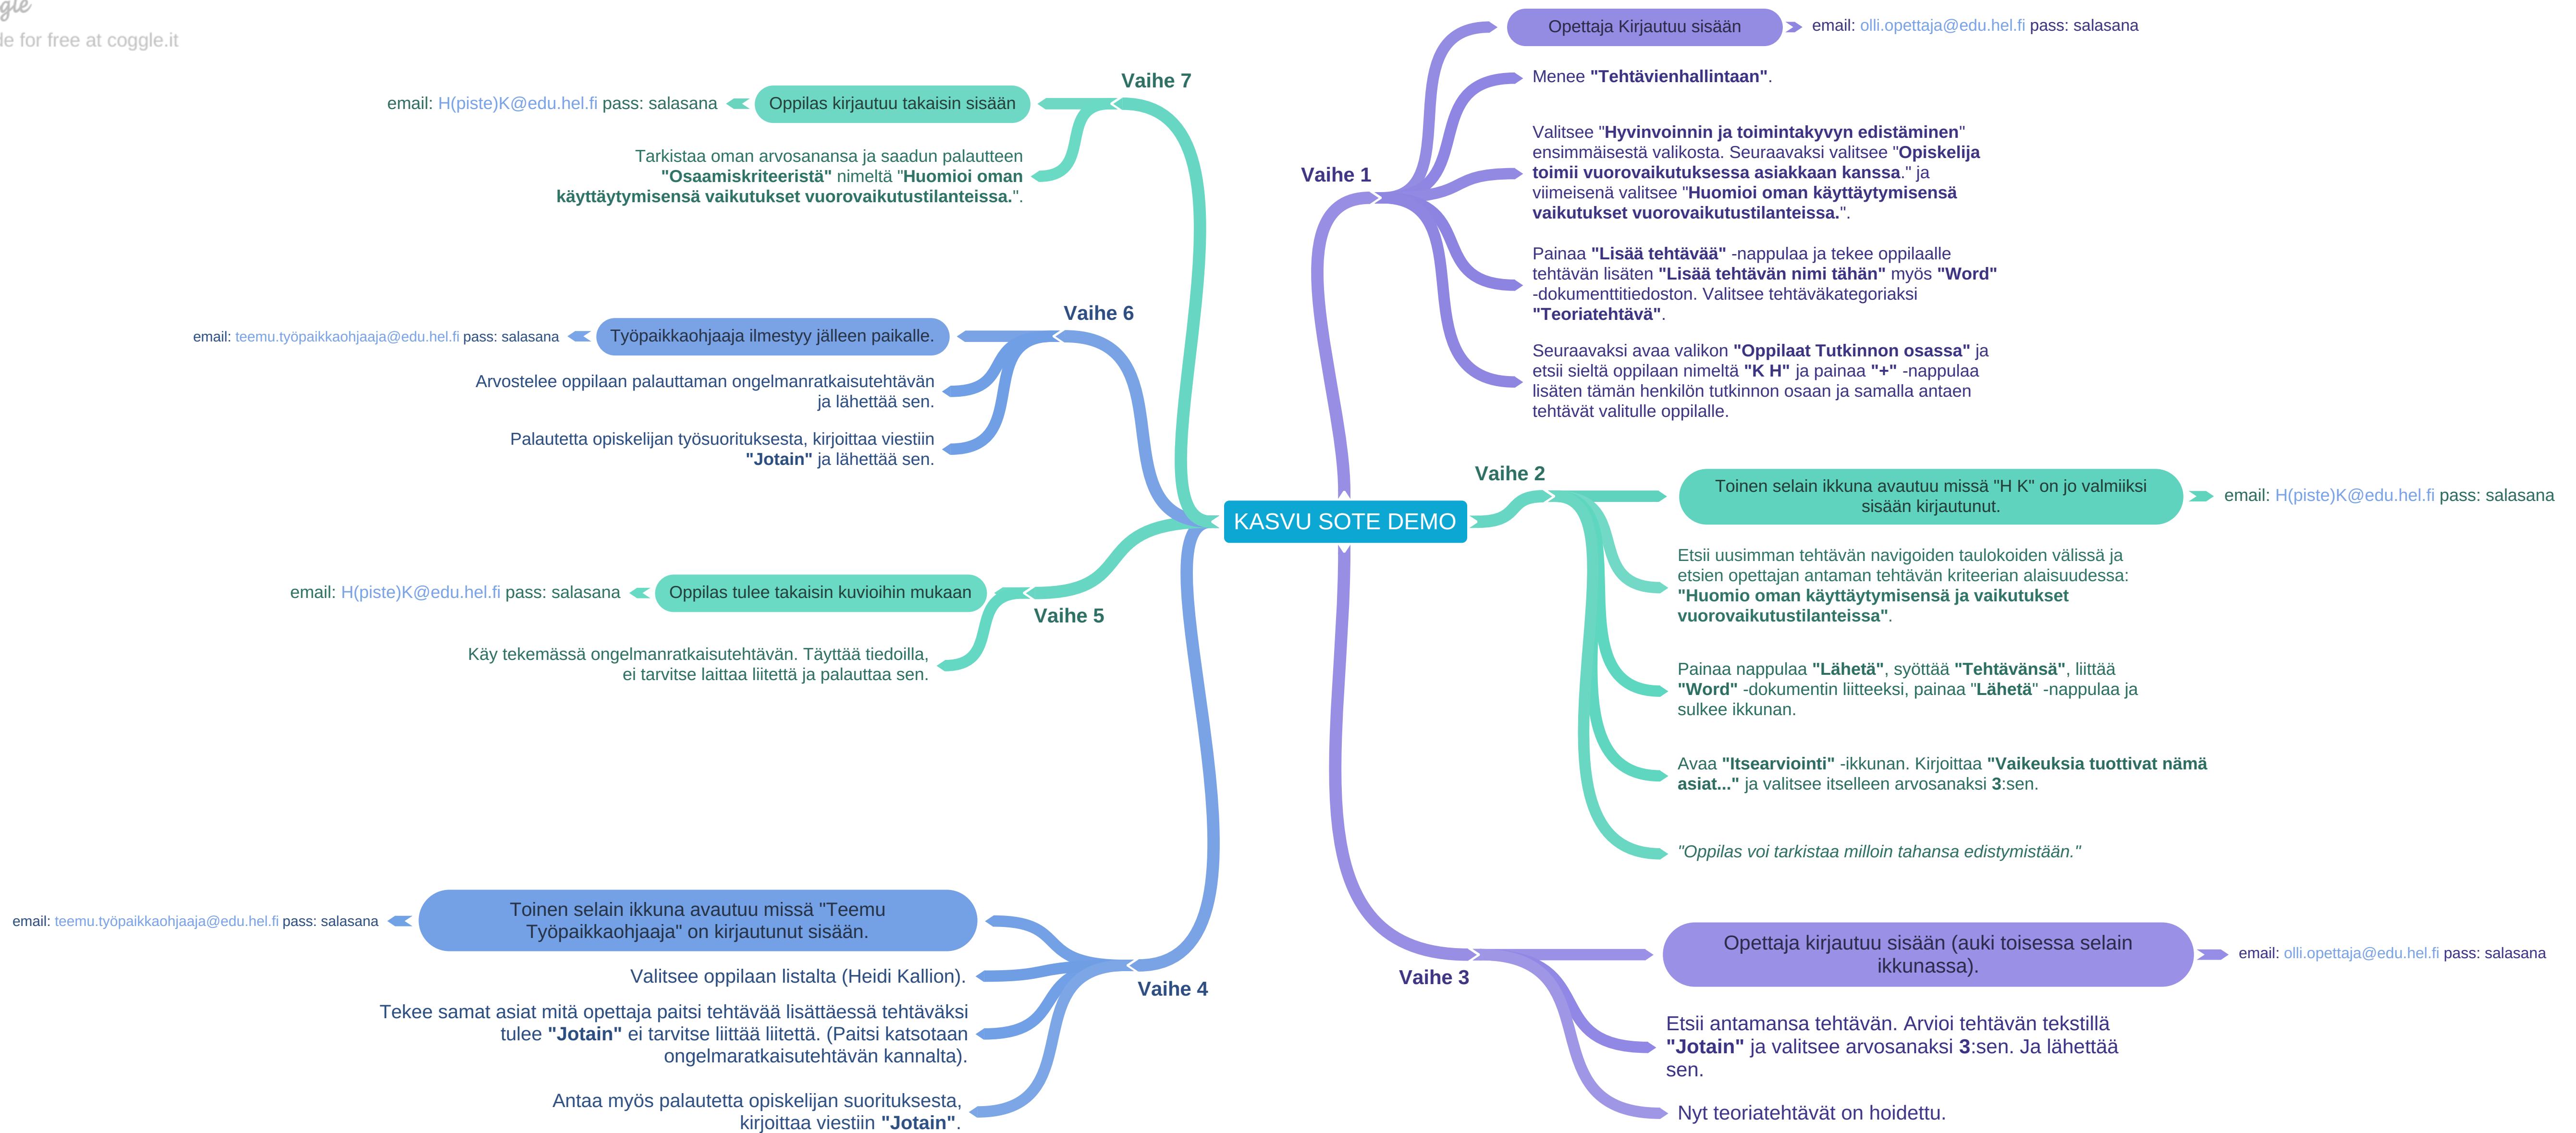 gle
de for free at coggle.it
KASVU SOTE DEMO
Vaihe 1
Opettaja Kirjautuu sisään
email: olli.opettaja@edu.hel.fi pass: salasana
Menee "Tehtävienhallintaan".
Valitsee "Hyvinvoinnin ja toimintakyvyn edistäminen"
ensimmäisestä valikosta. Seuraavaksi valitsee "Opiskelija
toimii vuorovaikutuksessa asiakkaan kanssa." ja
viimeisenä valitsee "Huomioi oman käyttäytymisensä
vaikutukset vuorovaikutustilanteissa.".
Painaa "Lisää tehtävää" -nappulaa ja tekee oppilaalle
tehtävän lisäten "Lisää tehtävän nimi tähän" myös "Word"
-dokumenttitiedoston. Valitsee tehtäväkategoriaksi
"Teoriatehtävä".
Seuraavaksi avaa valikon "Oppilaat Tutkinnon osassa" ja
etsii sieltä oppilaan nimeltä "K H" ja painaa "+" -nappulaa
lisäten tämän henkilön tutkinnon osaan ja samalla antaen
tehtävät valitulle oppilalle.
Vaihe 2
Toinen selain ikkuna avautuu missä "H K" on jo valmiiksi
sisään kirjautunut.
email: H(piste)K@edu.hel.fi pass: salasana
Etsii uusimman tehtävän navigoiden taulokoiden välissä ja
etsien opettajan antaman tehtävän kriteerian alaisuudessa:
"Huomio oman käyttäytymisensä ja vaikutukset
vuorovaikutustilanteissa".
Painaa nappulaa "Lähetä", syöttää "Tehtävänsä", liittää
"Word" -dokumentin liitteeksi, painaa "Lähetä" -nappulaa ja
sulkee ikkunan.
Avaa "Itsearviointi" -ikkunan. Kirjoittaa "Vaikeuksia tuottivat nämä
asiat..." ja valitsee itselleen arvosanaksi 3:sen.
"Oppilas voi tarkistaa milloin tahansa edistymistään."
Vaihe 3
Opettaja kirjautuu sisään (auki toisessa selain
ikkunassa).
email: olli.opettaja@edu.hel.fi pass: salasana
Etsii antamansa tehtävän. Arvioi tehtävän tekstillä
"Jotain" ja valitsee arvosanaksi 3:sen. Ja lähettää
sen.
Nyt teoriatehtävät on hoidettu.
Vaihe 4
Toinen selain ikkuna avautuu missä "Teemu
Työpaikkaohjaaja" on kirjautunut sisään.
email: teemu.työpaikkaohjaaja@edu.hel.fi pass: salasana
Valitsee oppilaan listalta (Heidi Kallion).
Tekee samat asiat mitä opettaja paitsi tehtävää lisättäessä tehtäväksi
tulee "Jotain" ei tarvitse liittää liitettä. (Paitsi katsotaan
ongelmaratkaisutehtävän kannalta).
Antaa myös palautetta opiskelijan suorituksesta,
kirjoittaa viestiin "Jotain".
Vaihe 5
Oppilas tulee takaisin kuvioihin mukaan
email: H(piste)K@edu.hel.fi pass: salasana
Käy tekemässä ongelmanratkaisutehtävän. Täyttää tiedoilla,
ei tarvitse laittaa liitettä ja palauttaa sen.
Vaihe 6
Työpaikkaohjaaja ilmestyy jälleen paikalle.
email: teemu.työpaikkaohjaaja@edu.hel.fi pass: salasana
Arvostelee oppilaan palauttaman ongelmanratkaisutehtävän
ja lähettää sen.
Palautetta opiskelijan työsuorituksesta, kirjoittaa viestiin
"Jotain" ja lähettää sen.
Vaihe 7
Oppilas kirjautuu takaisin sisään
email: H(piste)K@edu.hel.fi pass: salasana
Tarkistaa oman arvosanansa ja saadun palautteen
"Osaamiskriteeristä" nimeltä "Huomioi oman
käyttäytymisensä vaikutukset vuorovaikutustilanteissa.".